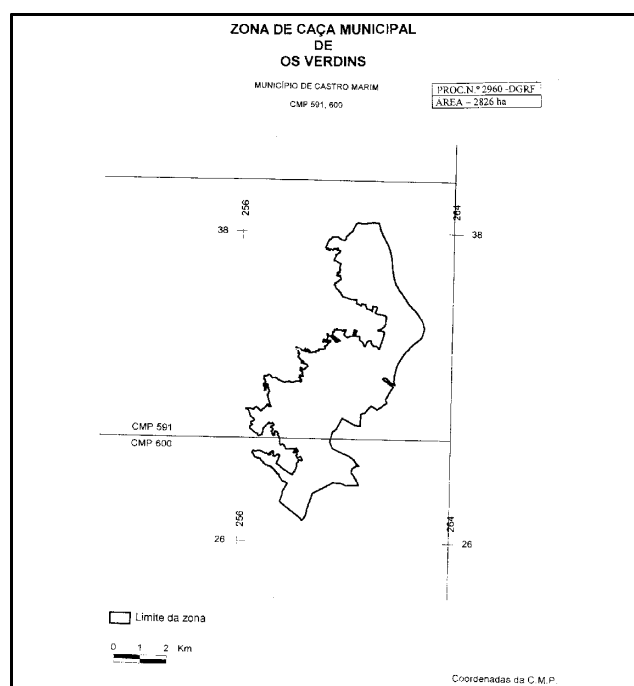 ZONA DE CAÇA MUNICIPAL
DE
OS VERDINS
MUNICÍPIO DE CASTRO MARIM
CMP 591, 600
PROC.N.º 2960 -DGRF
AREA – 2826 ha
256
264
38
38
CMP 591
CMP 600
256
264
26
26
Limite da zona
0 1 2 Km
Coordenadas da C.M.P.